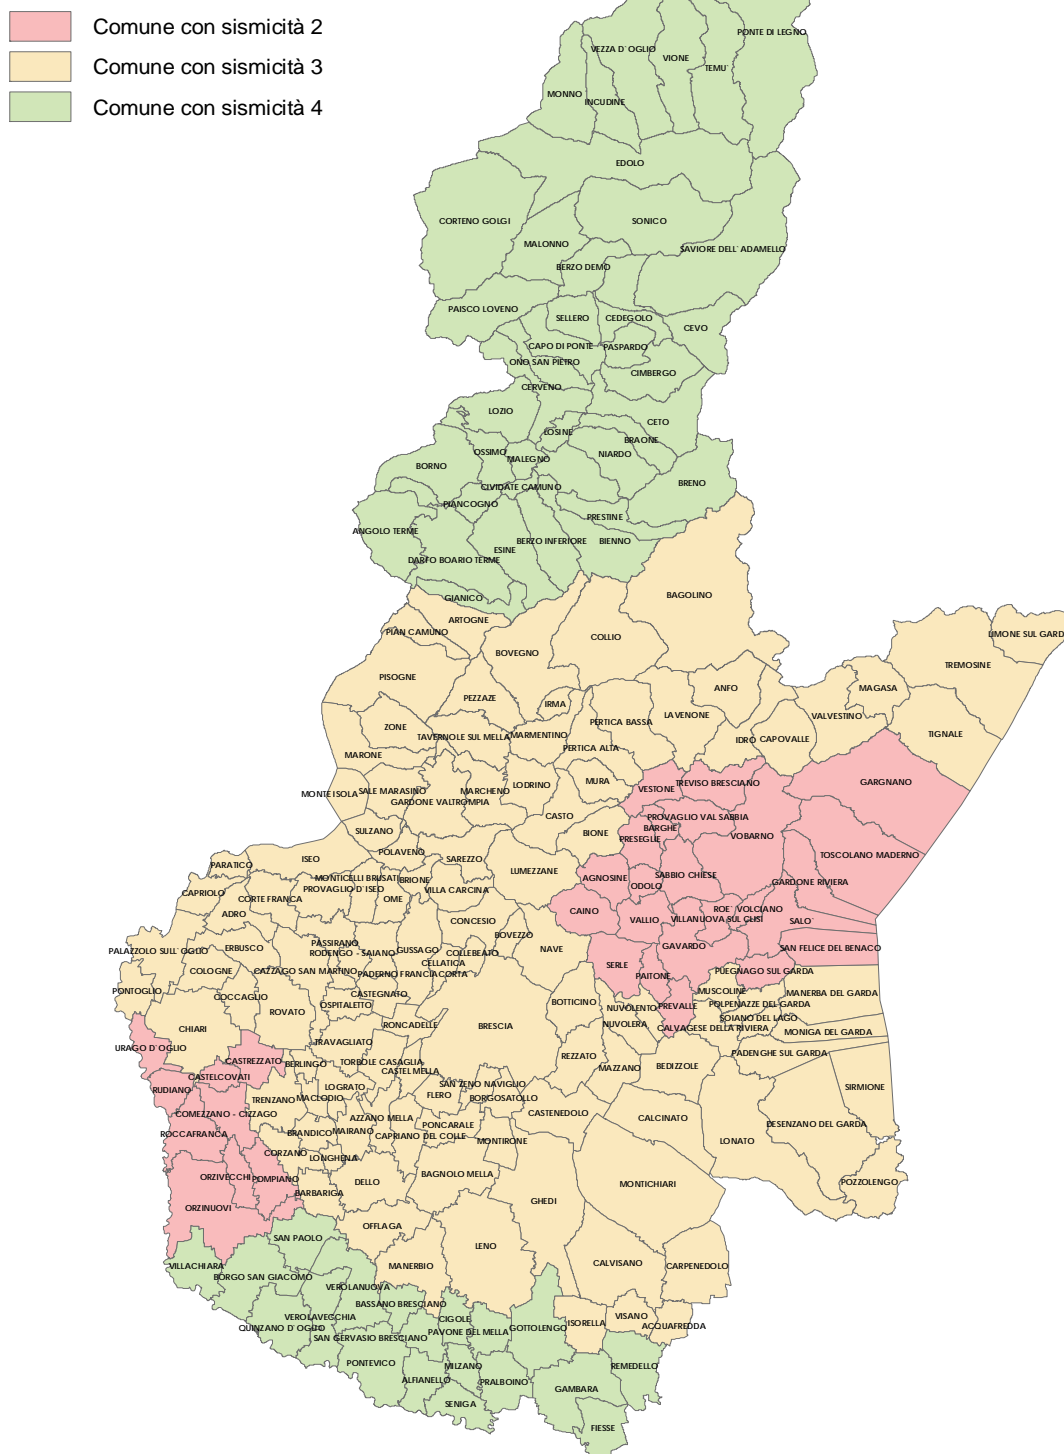 Comune con sismicità 2
Comune con sismicità 3
Comune con sismicità 4
PONTE DI LEGNO
VEZZA D`OGLIO
VIONE
TEMU`
MONNO
INCUDINE
EDOLO
CORTENO GOLGI
SONICO
MALONNO
SAVIORE DELL`ADAMELLO
BERZO DEMO
PAISCO LOVENO
SELLERO
CEDEGOLO
CEVO
CAPO DI PONTE
PASPARDO
ONO SAN PIETRO
CIMBERGO
CERVENO
LOZIO
CETO
LOSINE
BRAONE
OSSIMO
MALEGNO
NIARDO
BORNO
BRENO
CIVIDATE CAMUNO
PIANCOGNO
PRESTINE
ANGOLO TERME
BERZO INFERIORE
BIENNO
ESINE
DARFO BOARIO TERME
GIANICO
BAGOLINO
ARTOGNE
PIAN CAMUNO
COLLIO
LIMONE SUL GARD
BOVEGNO
TREMOSINE
PISOGNE
ANFO
MAGASA
PEZZAZE
IRMA
LAVENONE
VALVESTINO
PERTICA BASSA
ZONE
TAVERNOLE SUL MELLA
MARMENTINO
TIGNALE
IDRO
CAPOVALLE
PERTICA ALTA
MARONE
MURA
TREVISO BRESCIANO
GARGNANO
LODRINO
VESTONE
MONTE ISOLA
SALE MARASINO
MARCHENO
GARDONE VALTROMPIA
CASTO
PROVAGLIO VAL SABBIA
BARGHE
SULZANO
BIONE
PRESEGLIE
VOBARNO
POLAVENO
TOSCOLANO MADERNO
ISEO
SAREZZO
PARATICO
LUMEZZANE
MONTICELLI BRUSATI
BRIONE
AGNOSINE
SABBIO CHIESE
GARDONE RIVIERA
PROVAGLIO D`ISEO
VILLA CARCINA
ODOLO
CAPRIOLO
CORTE FRANCA
OME
CAINO
ROE` VOLCIANO
ADRO
CONCESIO
VALLIO
VILLANUOVA SUL CLISI
SALO`
BOVEZZO
PASSIRANO
NAVE
GAVARDO
SAN FELICE DEL BENACO
PALAZZOLO SULL`OGLIO
ERBUSCO
RODENGO - SAIANO
GUSSAGO
COLLEBEATO
CELLATICA
SERLE
COLOGNE
CAZZAGO SAN MARTINO
PADERNO FRANCIACORTA
PAITONE
PUEGNAGO SUL GARDA
PONTOGLIO
CASTEGNATO
MUSCOLINE
MANERBA DEL GARDA
COCCAGLIO
OSPITALETTO
BOTTICINO
POLPENAZZE DEL GARDA
NUVOLENTO
PREVALLE
ROVATO
SOIANO DEL LAGO
CHIARI
RONCADELLE
BRESCIA
NUVOLERA
CALVAGESE DELLA RIVIERA
MONIGA DEL GARDA
TRAVAGLIATO
URAGO D`OGLIO
PADENGHE SUL GARDA
REZZATO
CASTREZZATO
BERLINGO
TORBOLE CASAGLIA
CASTEL MELLA
MAZZANO
BEDIZZOLE
CASTELCOVATI
SAN ZENO NAVIGLIO
LOGRATO
SIRMIONE
RUDIANO
FLERO
BORGOSATOLLO
TRENZANO
MACLODIO
COMEZZANO - CIZZAGO
CASTENEDOLO
AZZANO MELLA
CALCINATO
PONCARALE
DESENZANO DEL GARDA
ROCCAFRANCA
BRANDICO
MAIRANO
CAPRIANO DEL COLLE
MONTIRONE
LONATO
CORZANO
LONGHENA
ORZIVECCHI
POMPIANO
BAGNOLO MELLA
DELLO
POZZOLENGO
MONTICHIARI
BARBARIGA
GHEDI
ORZINUOVI
OFFLAGA
SAN PAOLO
LENO
CALVISANO
VILLACHIARA
MANERBIO
CARPENEDOLO
BORGO SAN GIACOMO
VEROLANUOVA
BASSANO BRESCIANO
VEROLAVECCHIA
CIGOLE
VISANO
ISORELLA
ACQUAFREDDA
QUINZANO D`OGLIO
GOTTOLENGO
PAVONE DEL MELLA
SAN GERVASIO BRESCIANO
PONTEVICO
MILZANO
REMEDELLO
ALFIANELLO
PRALBOINO
GAMBARA
SENIGA
FIESSE